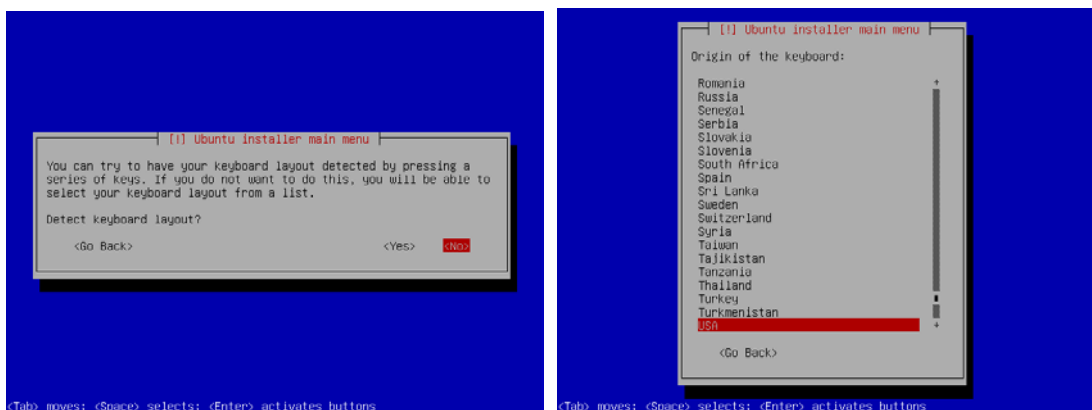 [!] Ubuntu installer main menu
You can try to have your keyboard layout detected by pressing a
series of keys. If you do not want to do this, you will be able to
select your keyboard layout from a list.
Detect keyboard layout?
<Go Back> <Yes> <No>
<Tab> moves; <Space> selects; <Enter> activates buttons
[!] Ubuntu installer main menu
Origin of the keyboard:
Romania
Russia
Senegal
Serbia
Slovakia
Slovenia
South Africa
Spain
Sri Lanka
Sweden
Switzerland
Syria
Taiwan
Tajikistan
Tanzania
Thailand
Turkey
Turkmenistan
USA
<Go Back>
<Tab> moves; <Space> selects; <Enter> activates buttons